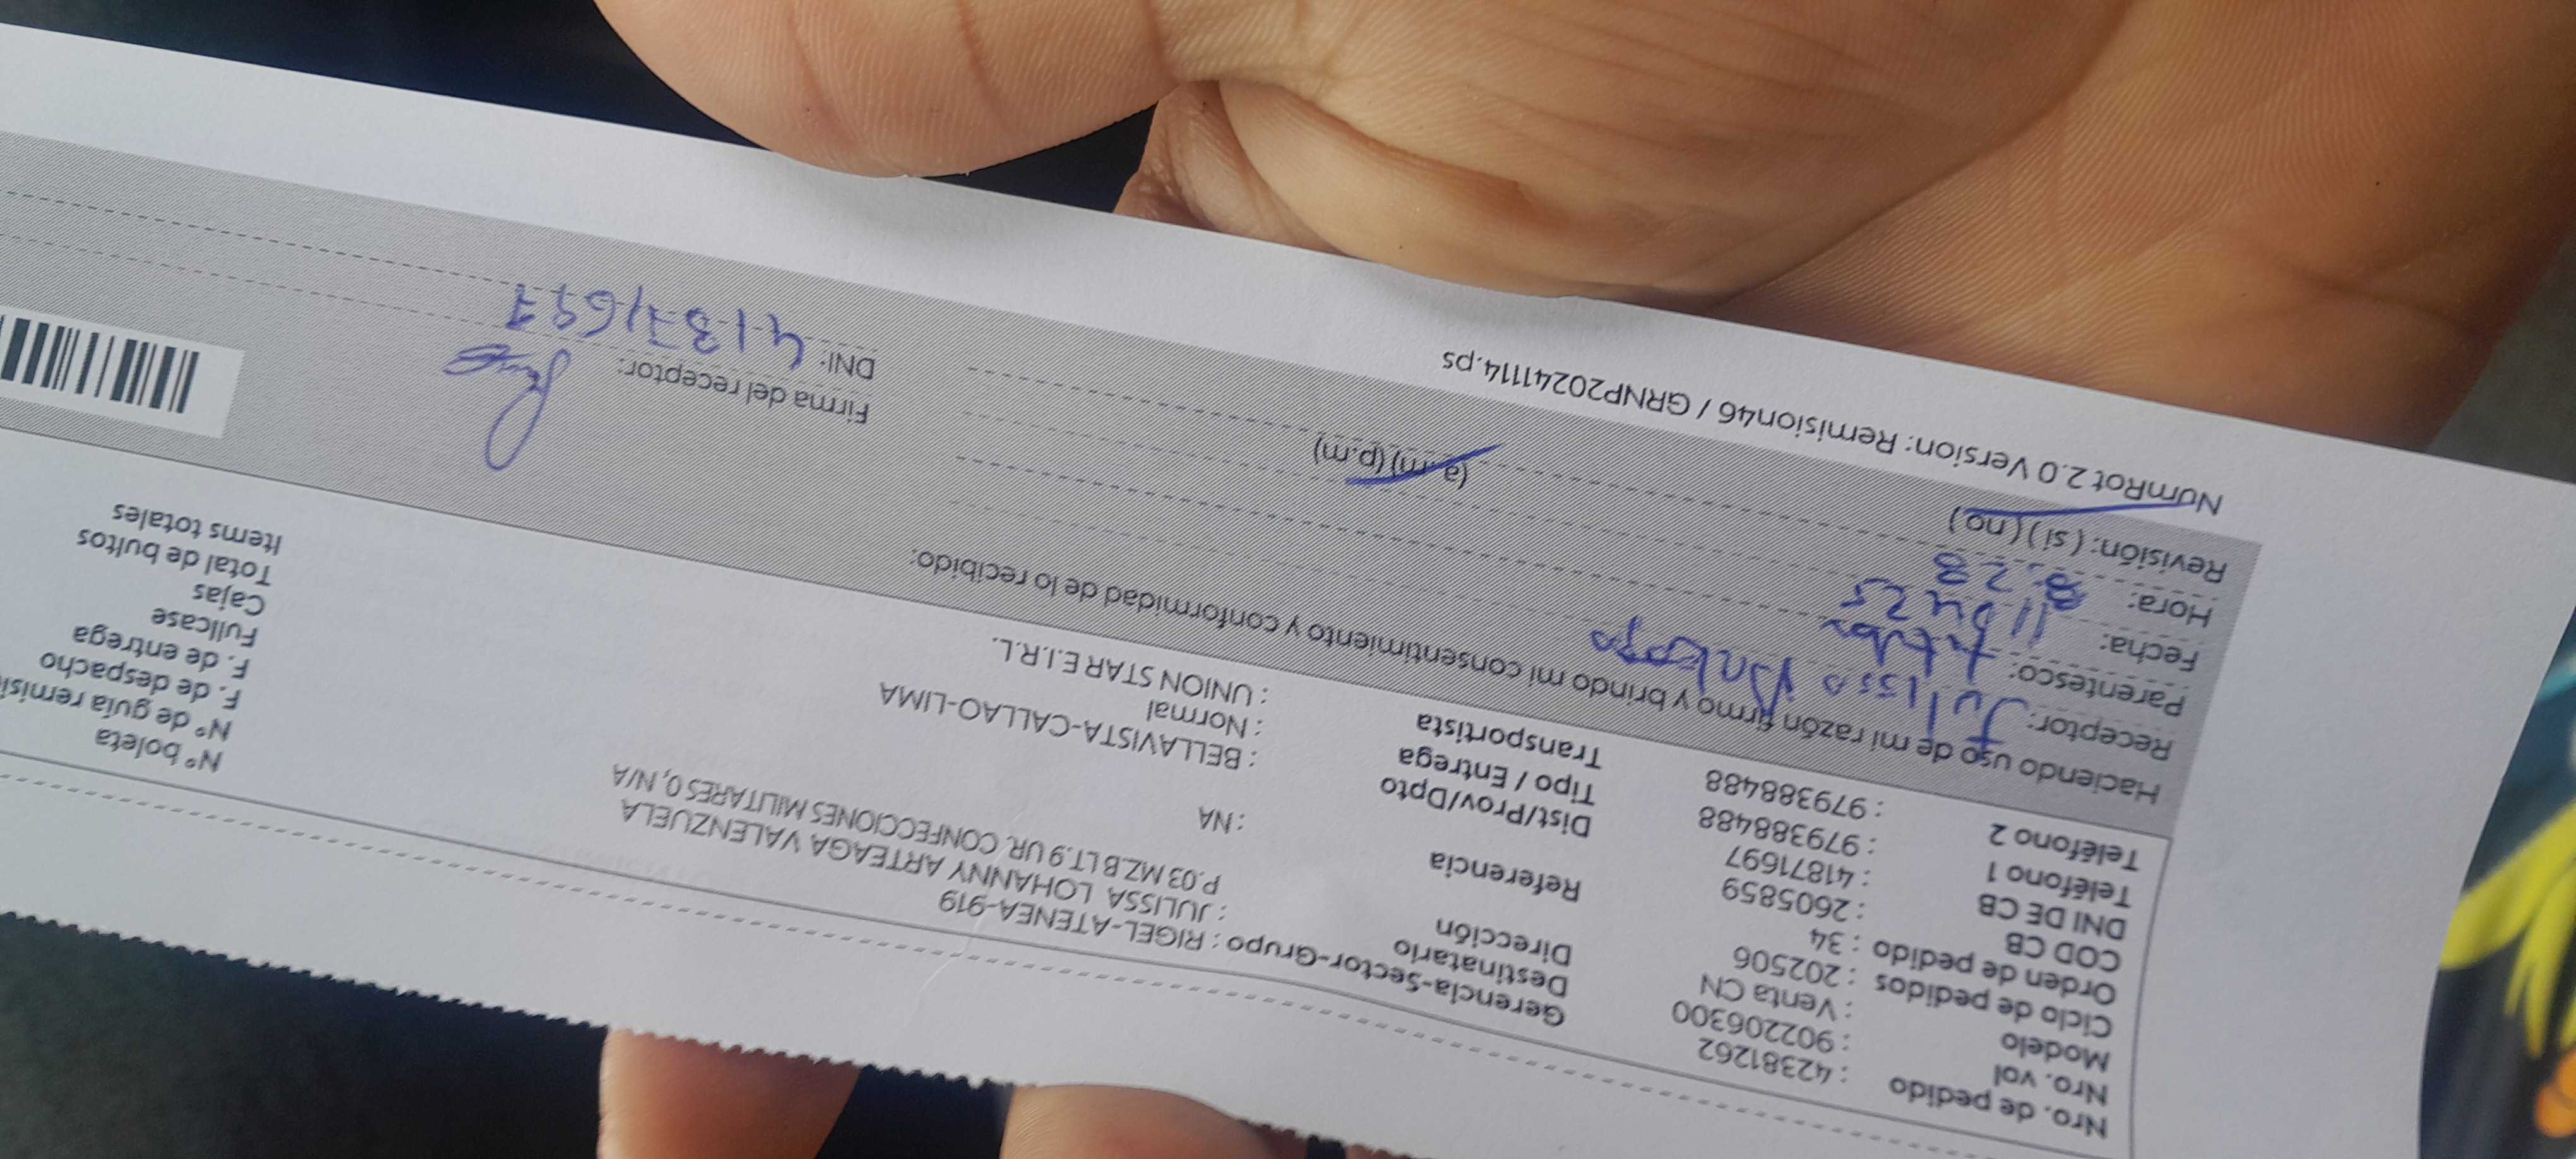 Nro. de pedido : 42381262
Nro. vol : 902206300
Modelo : Venta CN
Ciclo de pedidos : 202506
Orden de pedido : 34
COD CB : 2605859
DNI DE CB : 41871697
Teléfono 1 : 979388488
Teléfono 2 : 979388488
Gerencia-Sector-Grupo : RIGEL-ATENEA-919
Destinatario : JULISSA LOHANNY ARTEAGA VALENZUELA
Dirección P.03 MZ.B LT.9 UR. CONFECCIONES MILITARES 0, N/A
Referencia : NA
Dist/Prov/Dpto : BELLAVISTA-CALLAO-LIMA
Tipo / Entrega : Normal
Transportista : UNION STAR E.I.R.L.
N° boleta
N° de guía remisi
F. de despacho
F. de entrega
Fullcase
Cajas
Total de bultos
Items totales
Haciendo uso de mi razón firmo y brindo mi consentimiento y conformidad de lo recibido:
Receptor: Julissa
Parentesco:
Fecha: 11 04 25
Hora: 8:28 (a.m) (p.m)
Revisión: (si) (no)
Firma del receptor:
DNI: 41871697
NumRot 2.0 Version: Remision46 / GRNP20241114.ps